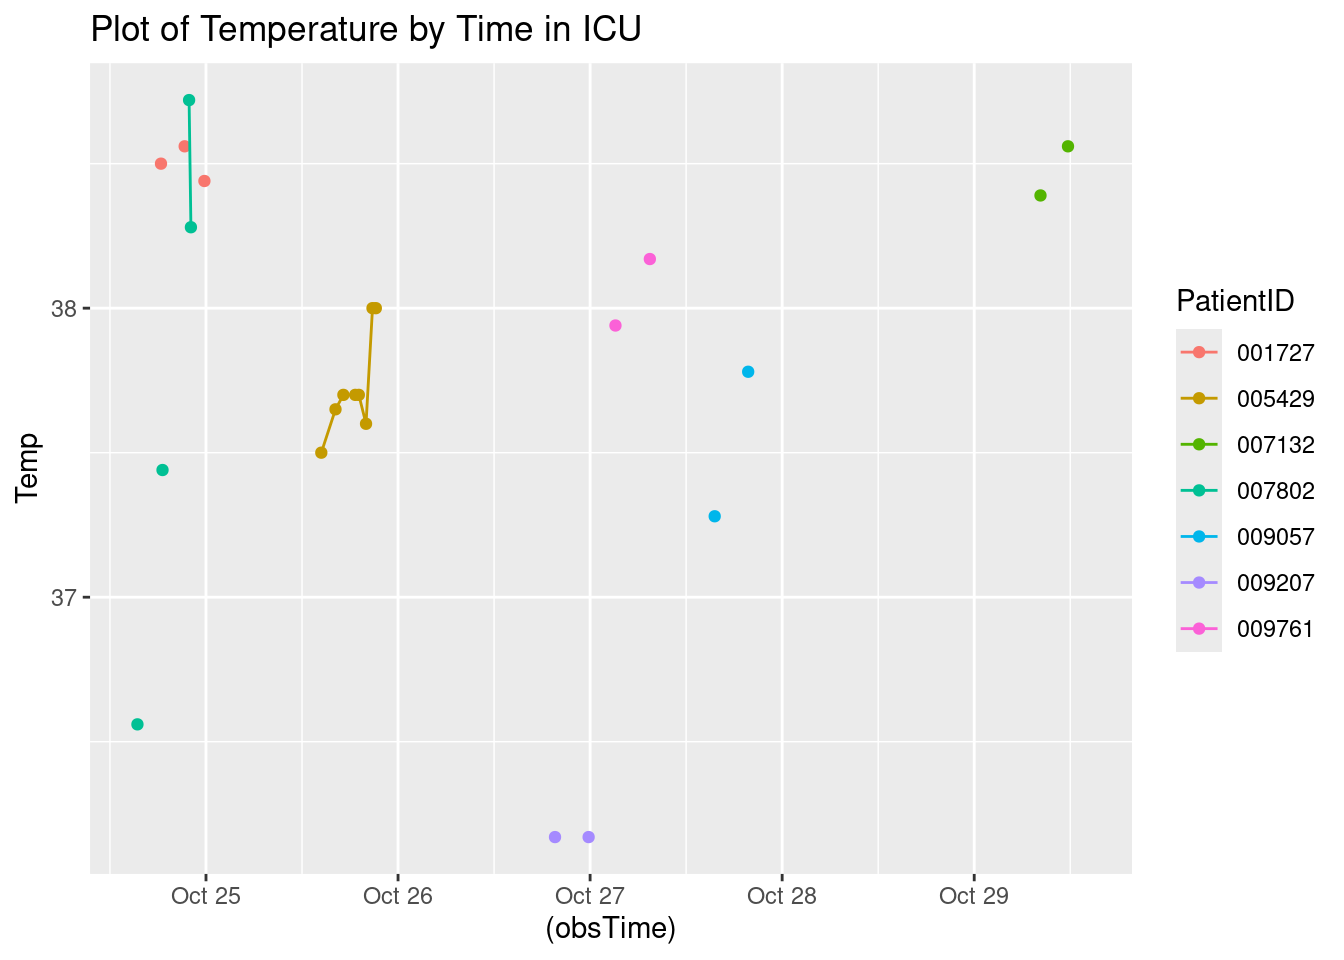 Plot of Temperature by Time in ICU
38
37
Temp
Oct 25
Oct 26
Oct 27
Oct 28
Oct 29
(obsTime)
PatientID
001727
005429
007132
007802
009057
009207
009761